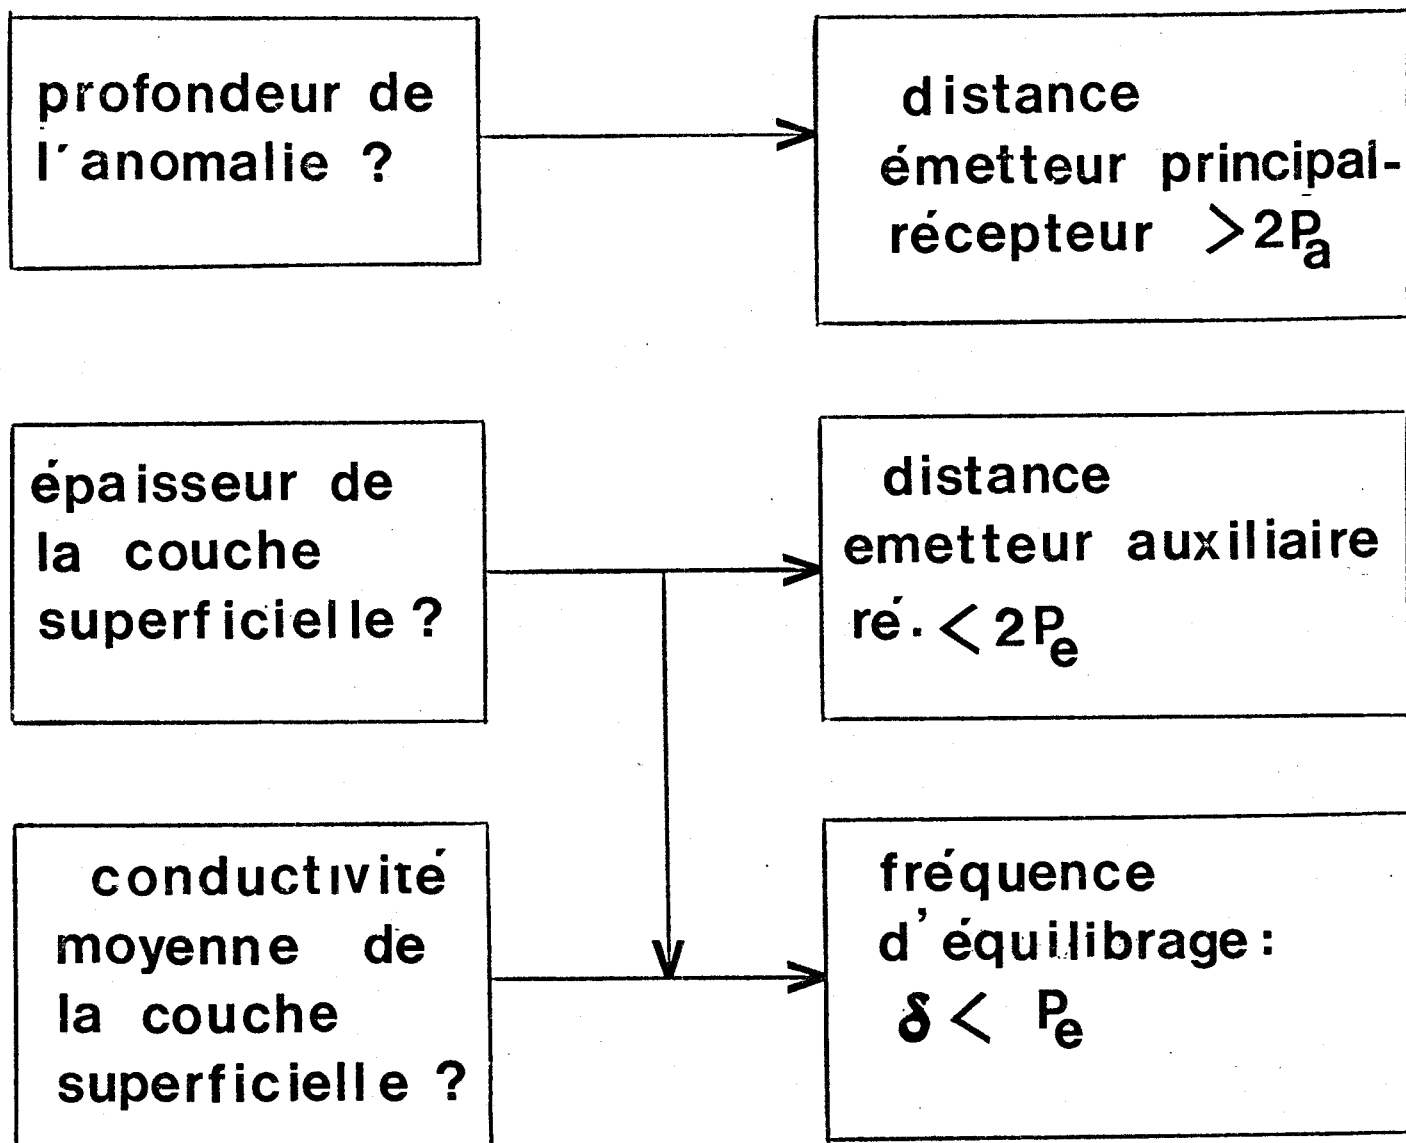 profondeur de
l'anomalie ?
distance
émetteur principal-
récepteur >2Pa
épaisseur de
la couche
superficielle ?
distance
emetteur auxiliaire
ré. < 2Pe
conductivité
moyenne de
la couche
superficielle ?
fréquence
d'équilibrage :
δ < Pe